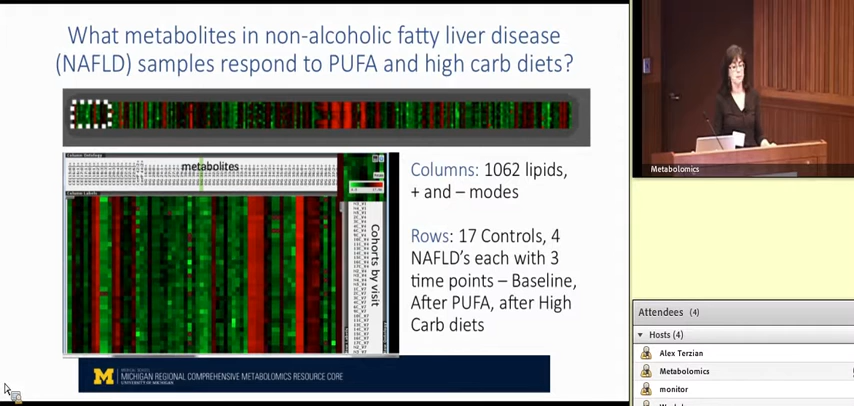 What metabolites in non-alcoholic fatty liver disease
(NAFLD) samples respond to PUFA and high carb diets?
metabolites
Cohorts by visit
Columns: 1062 lipids,
+ and – modes
Rows: 17 Controls, 4
NAFLD's each with 3
time points – Baseline,
After PUFA, after High
Carb diets
M
MICHIGAN REGIONAL COMPREHENSIVE METABOLOMICS RESOURCE CORE
UNIVERSITY OF MICHIGAN
Metabolomics
Attendees (4)
Hosts (4)
Alex Terzian
Metabolomics
monitor